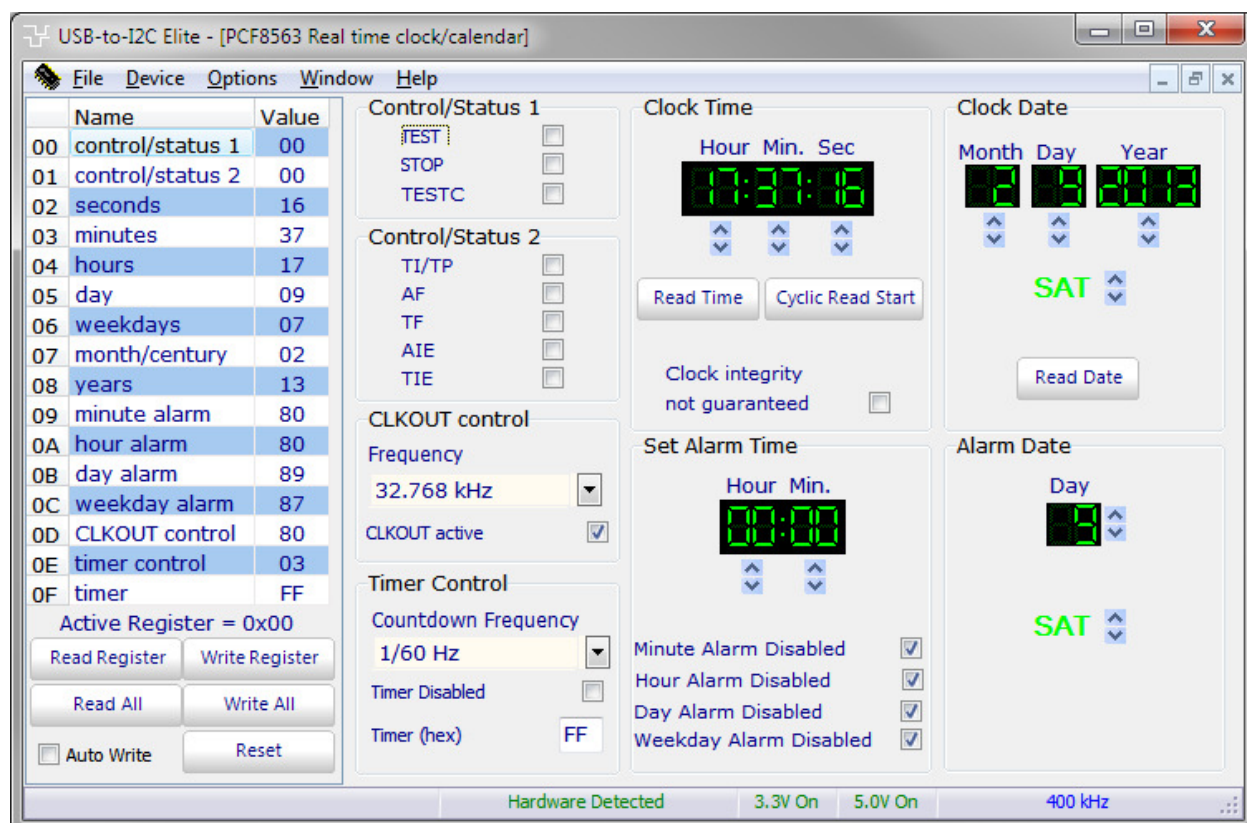 USB-to-I2C Elite - [PCF8563 Real time clock/calendar]
File Device Options Window Help
Name Value
00 control/status 1 00
01 control/status 2 00
02 seconds 16
03 minutes 37
04 hours 17
05 day 09
06 weekdays 07
07 month/century 02
08 years 13
09 minute alarm 80
0A hour alarm 80
0B day alarm 89
0C weekday alarm 87
0D CLKOUT control 80
0E timer control 03
0F timer FF
Active Register = 0x00
Read Register Write Register
Read All Write All
Auto Write Reset
Control/Status 1
TEST
STOP
TESTC
Control/Status 2
TI/TP
AF
TF
AIE
TIE
CLKOUT control
Frequency
32.768 kHz
CLKOUT active
Timer Control
Countdown Frequency
1/60 Hz
Timer Disabled
Timer (hex) FF
Clock Time
Hour Min. Sec
17:37:16
Read Time Cyclic Read Start
Clock integrity
not guaranteed
Set Alarm Time
Hour Min.
00:00
Minute Alarm Disabled
Hour Alarm Disabled
Day Alarm Disabled
Weekday Alarm Disabled
Clock Date
Month Day Year
2 9 2013
SAT
Read Date
Alarm Date
Day
9
SAT
Hardware Detected 3.3V On 5.0V On 400 kHz